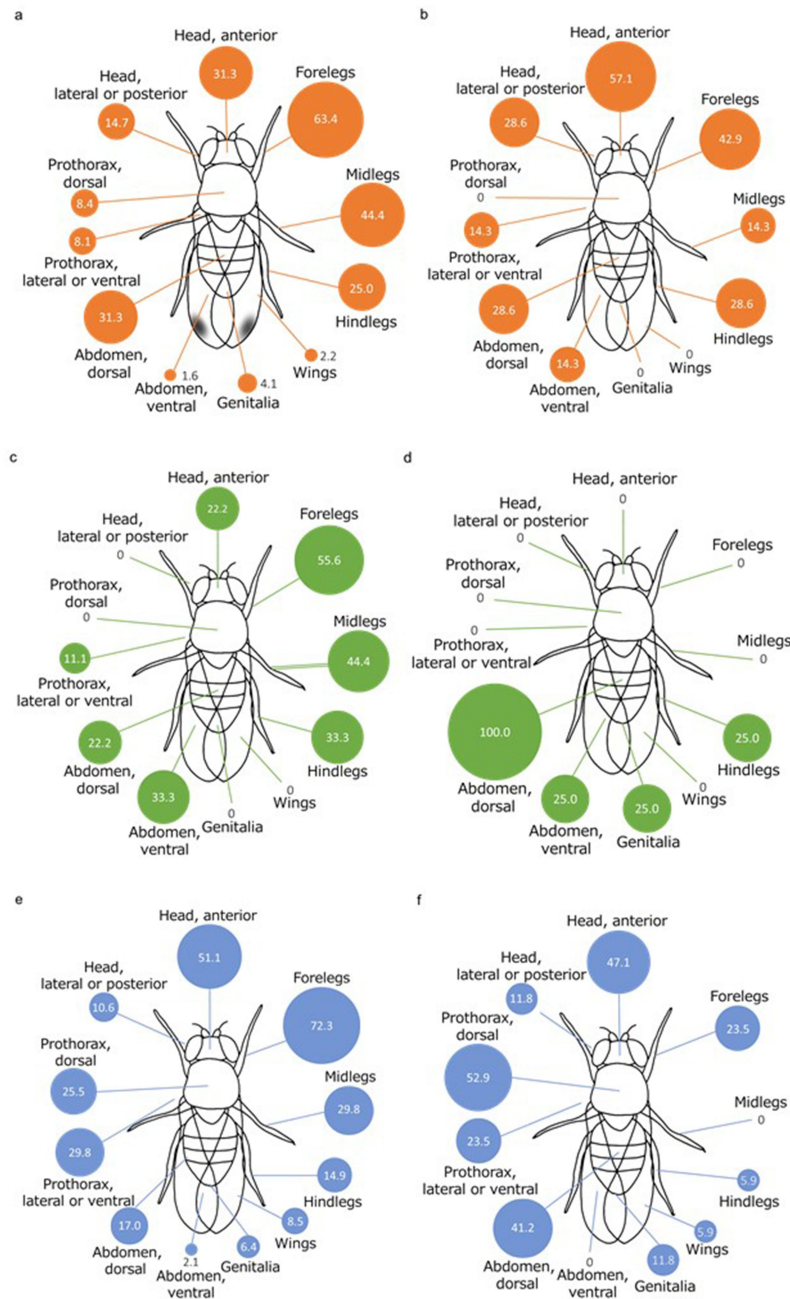 a
Head, anterior
31.3
Head,
lateral or posterior
14.7
Forelegs
63.4
Prothorax,
dorsal
8.4
Midlegs
44.4
8.1
Prothorax,
lateral or ventral
31.3
Abdomen,
dorsal
25.0
Hindlegs
1.6
Abdomen,
ventral
4.1
Genitalia
2.2
Wings
b
Head, anterior
57.1
Head,
lateral or posterior
28.6
Forelegs
42.9
Prothorax,
dorsal
0
Midlegs
14.3
14.3
Prothorax,
lateral or ventral
28.6
Abdomen,
dorsal
28.6
Hindlegs
14.3
Abdomen,
ventral
0
Genitalia
0
Wings
c
Head, anterior
22.2
Head,
lateral or posterior
0
Forelegs
55.6
Prothorax,
dorsal
0
Midlegs
44.4
11.1
Prothorax,
lateral or ventral
22.2
Abdomen,
dorsal
33.3
Hindlegs
33.3
Abdomen,
ventral
0
Genitalia
0
Wings
d
Head, anterior
0
Head,
lateral or posterior
0
Forelegs
0
Prothorax,
dorsal
0
Midlegs
0
0
Prothorax,
lateral or ventral
100.0
Abdomen,
dorsal
25.0
Hindlegs
25.0
Abdomen,
ventral
25.0
Genitalia
0
Wings
e
Head, anterior
51.1
Head,
lateral or posterior
10.6
Forelegs
72.3
Prothorax,
dorsal
25.5
Midlegs
29.8
29.8
Prothorax,
lateral or ventral
17.0
Abdomen,
dorsal
14.9
Hindlegs
2.1
Abdomen,
ventral
6.4
Genitalia
8.5
Wings
f
Head, anterior
47.1
Head,
lateral or posterior
11.8
Forelegs
23.5
Prothorax,
dorsal
52.9
Midlegs
0
23.5
Prothorax,
lateral or ventral
41.2
Abdomen,
dorsal
5.9
Hindlegs
0
Abdomen,
ventral
11.8
Genitalia
5.9
Wings